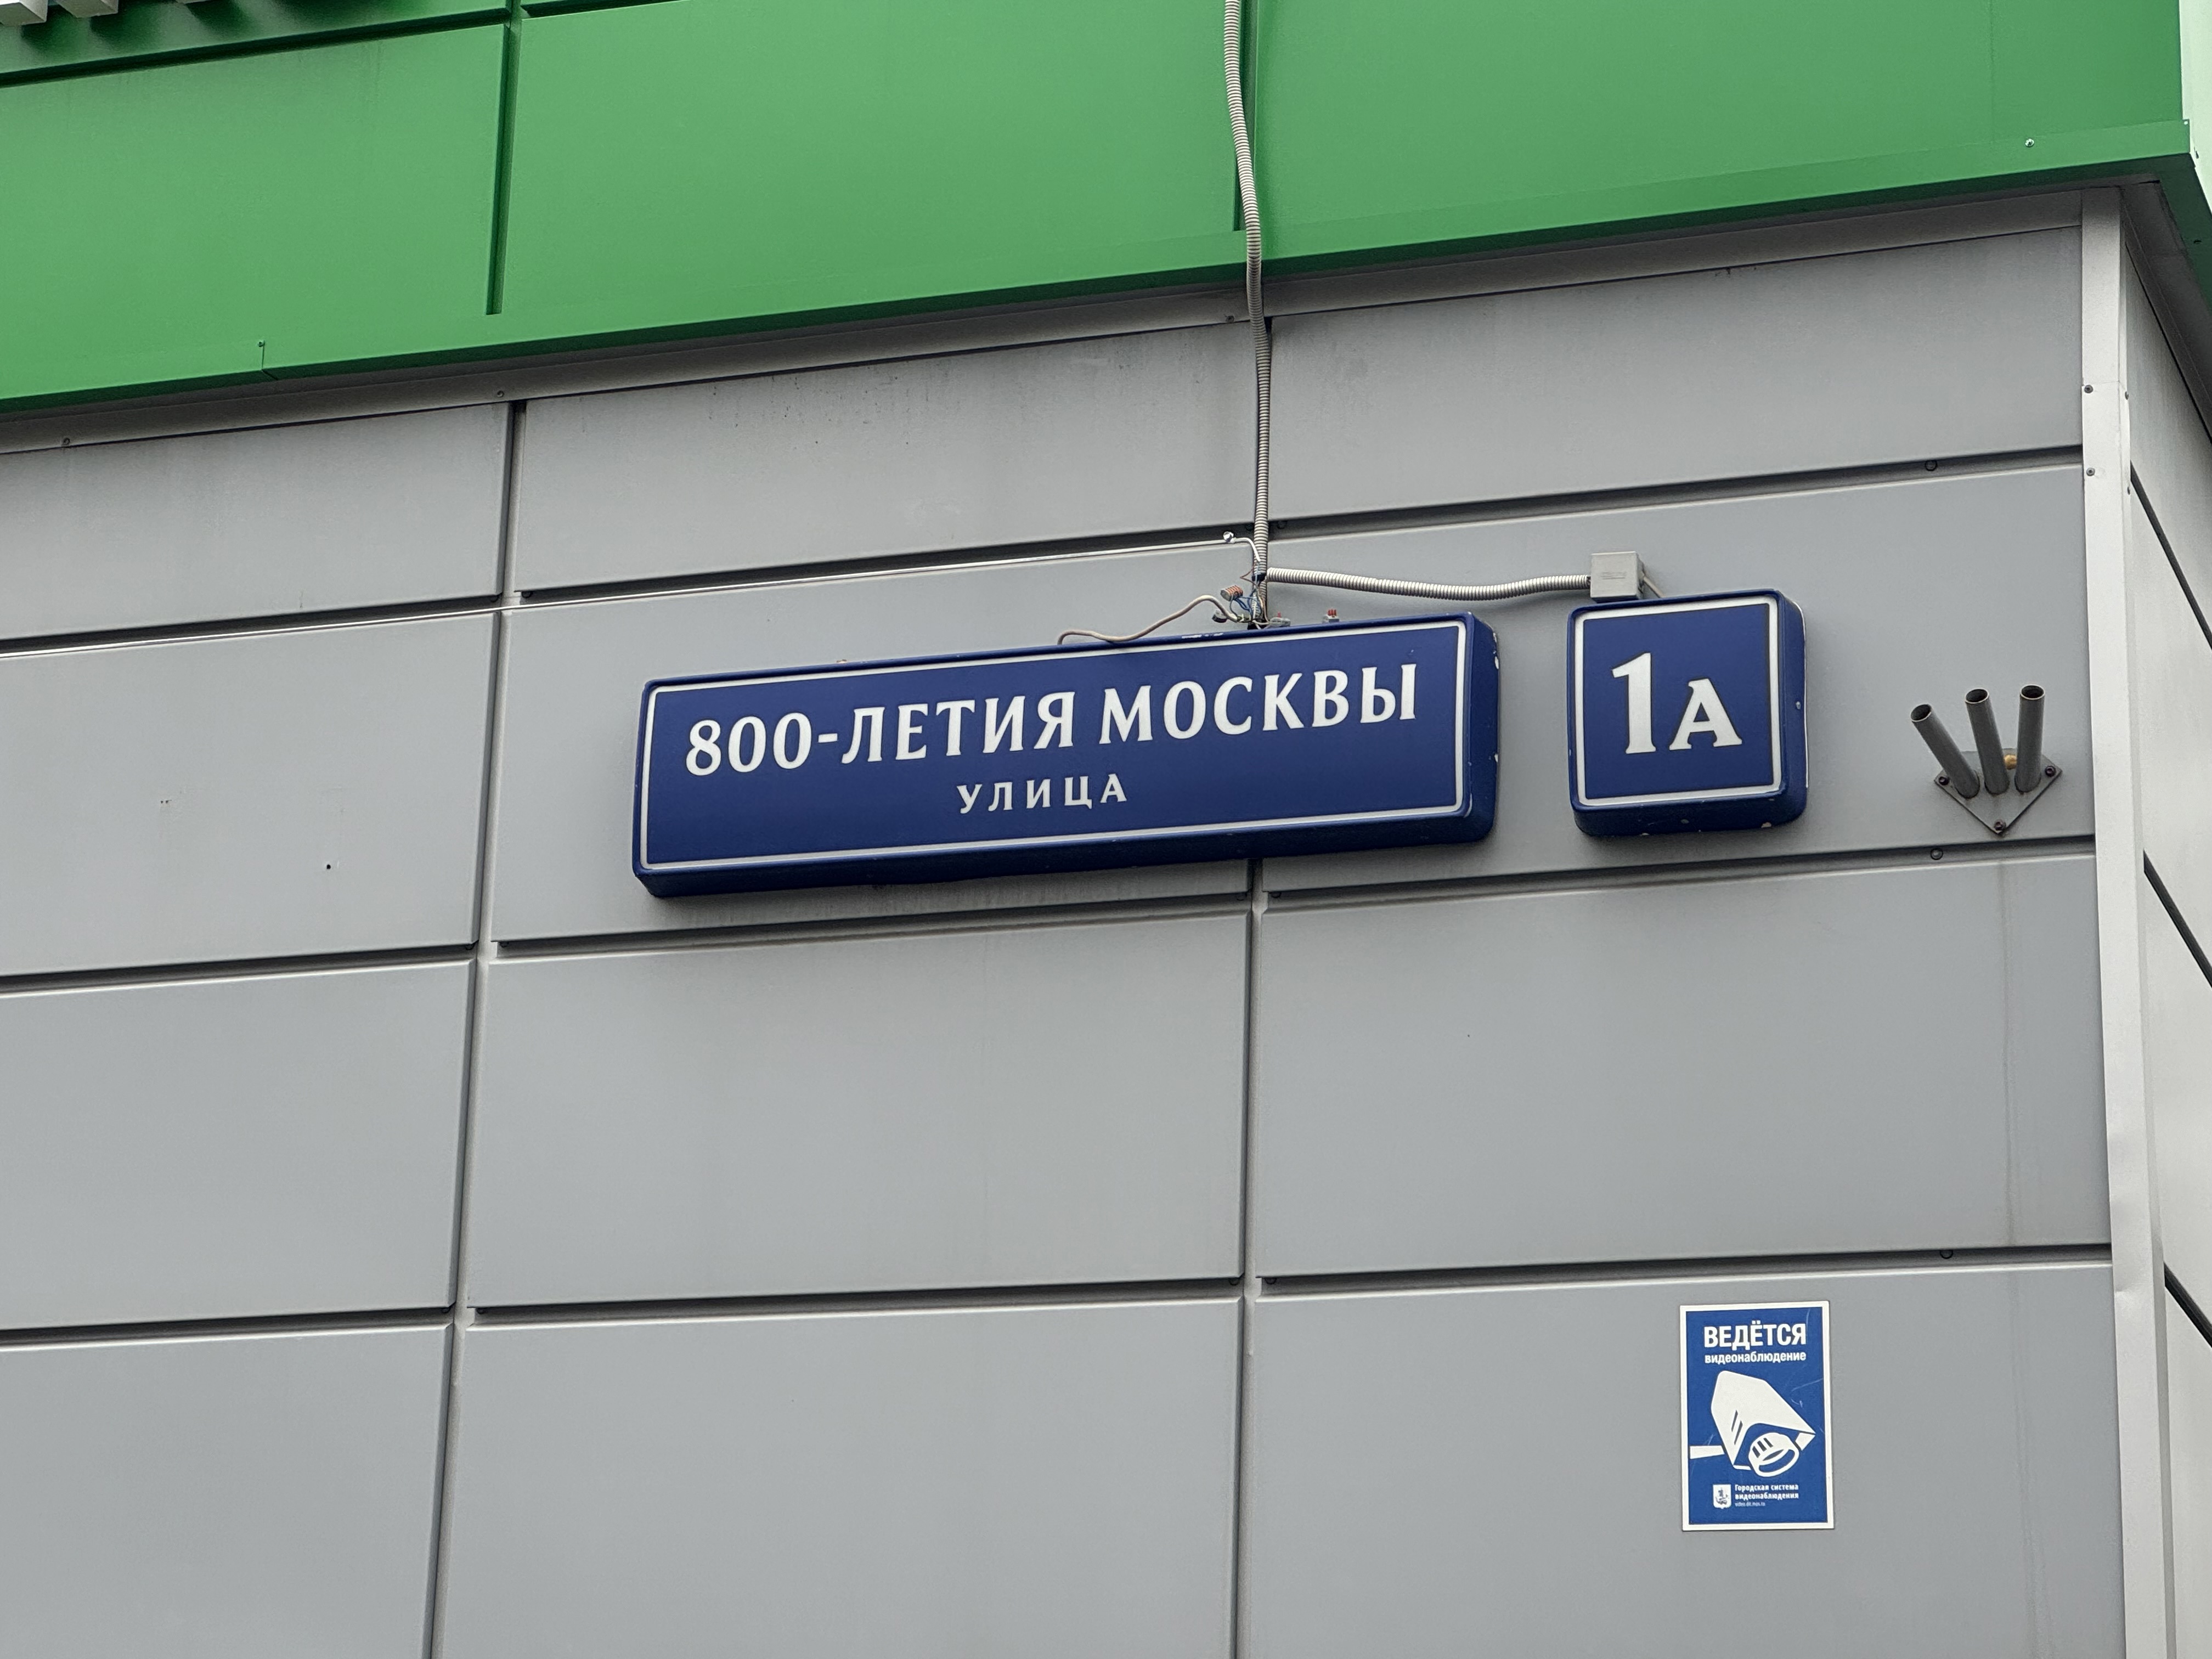 800-ЛЕТИЯ МОСКВЫ
УЛИЦА
1А
ВЕДЁТСЯ
видеонаблюдение
Городская система
видеонаблюдения